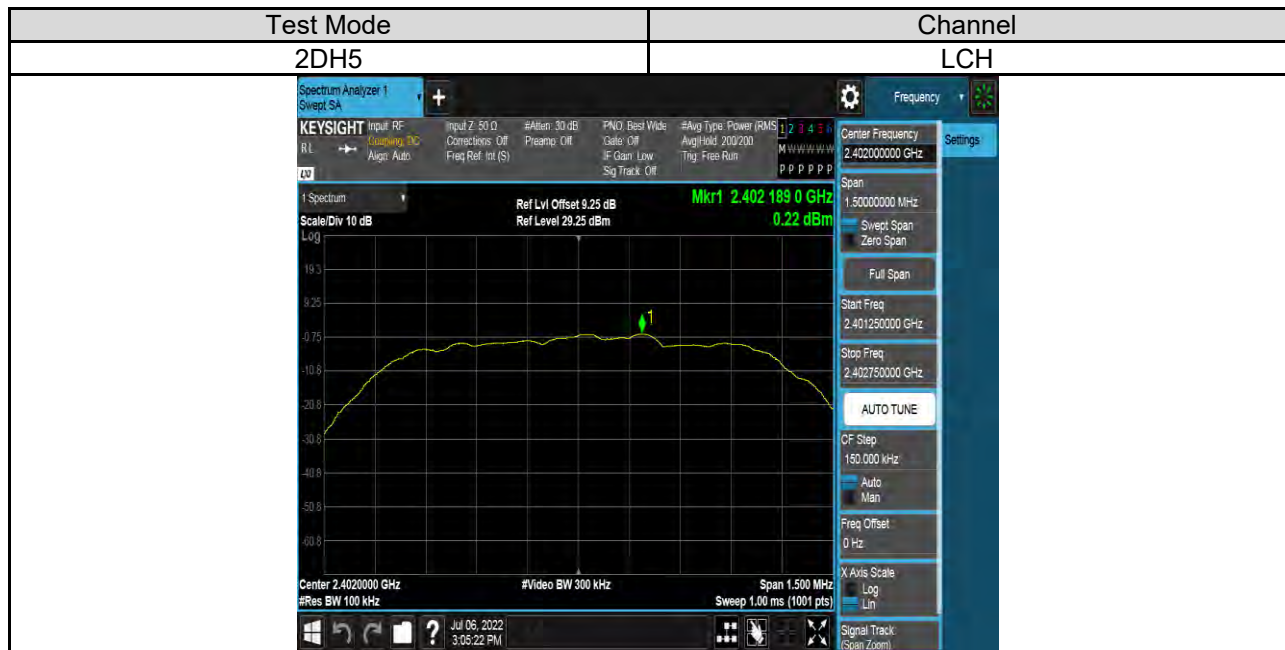 Test Mode Channel
2DH5 LCH
Spectrum Analyzer 1
Swept SA
Frequency
KEYSIGHT
RL
LXI
Input: RF
Coupling: DC
Align: Auto
Input Z: 50 Ω
Corrections: Off
Freq Ref: Int (S)
#Atten: 30 dB
Preamp: Off
PNO: Best Wide
Gate: Off
IF Gain: Low
Sig Track: Off
#Avg Type: Power (RMS
Avg|Hold: 200/200
Trig: Free Run
1 2 3 4 5 6
M W W W W W
P P P P P P
1 Spectrum
Scale/Div 10 dB
Log
Ref Lvl Offset 9.25 dB
Ref Level 29.25 dBm
Mkr1 2.402 189 0 GHz
0.22 dBm
19.3
9.25
-0.75
-10.8
-20.8
-30.8
-40.8
-50.8
-60.8
1
Center 2.4020000 GHz
#Res BW 100 kHz
#Video BW 300 kHz
Span 1.500 MHz
Sweep 1.00 ms (1001 pts)
Jul 06, 2022
3:05:22 PM
Center Frequency
2.402000000 GHz
Settings
Span
1.50000000 MHz
Swept Span
Zero Span
Full Span
Start Freq
2.401250000 GHz
Stop Freq
2.402750000 GHz
AUTO TUNE
CF Step
150.000 kHz
Auto
Man
Freq Offset
0 Hz
X Axis Scale
Log
Lin
Signal Track
(Span Zoom)